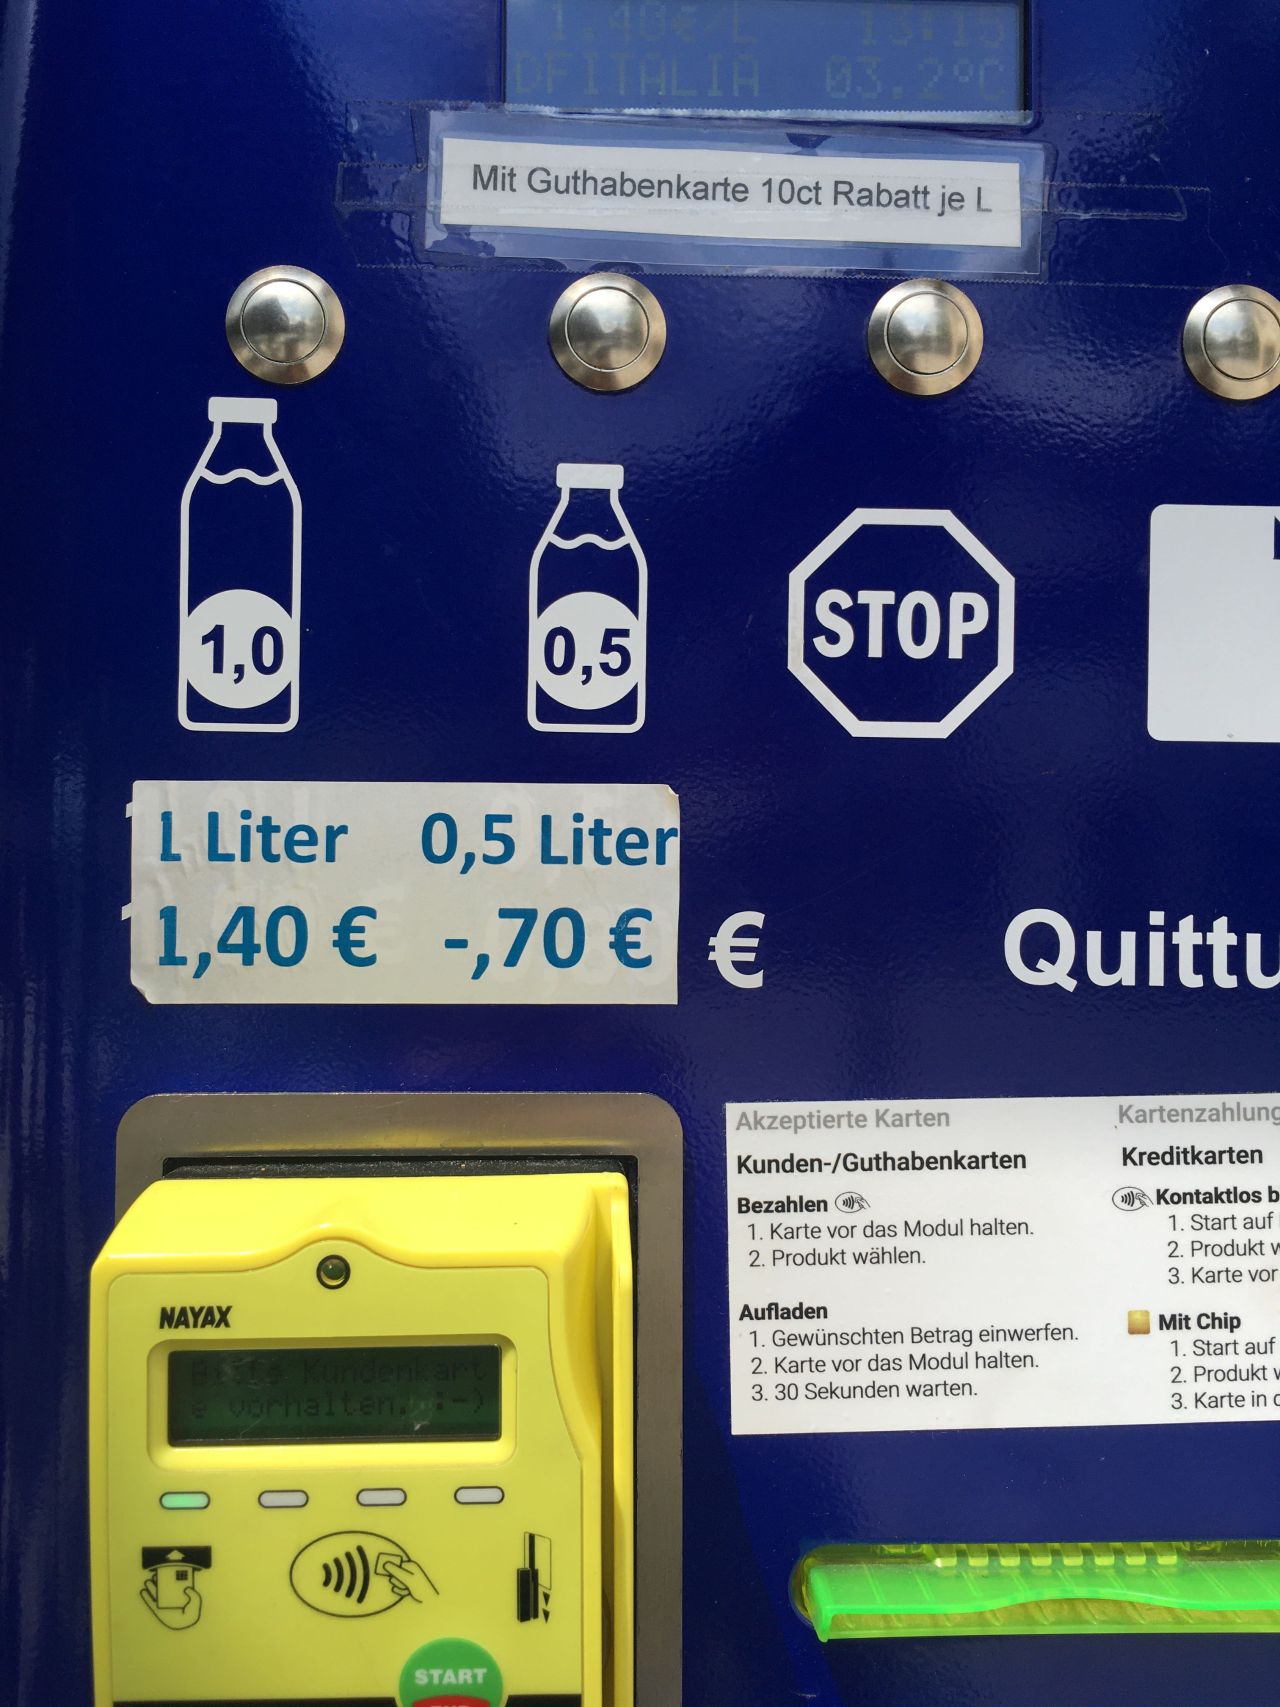 1.40€/L 13:15
DFITALIA 03.2°C
Mit Guthabenkarte 10ct Rabatt je L
1,0
0,5
STOP
1 Liter 0,5 Liter
1,40 € -,70 € €
Quittu
Akzeptierte Karten
Kunden-/Guthabenkarten
Bezahlen
1. Karte vor das Modul halten.
2. Produkt wählen.
Aufladen
1. Gewünschten Betrag einwerfen.
2. Karte vor das Modul halten.
3. 30 Sekunden warten.
Kartenzahlung
Kreditkarten
Kontaktlos b
1. Start auf
2. Produkt w
3. Karte vor
Mit Chip
1. Start auf
2. Produkt w
3. Karte in d
NAYAX
Bitte Kundenkart
e vorhalten. :-)
START